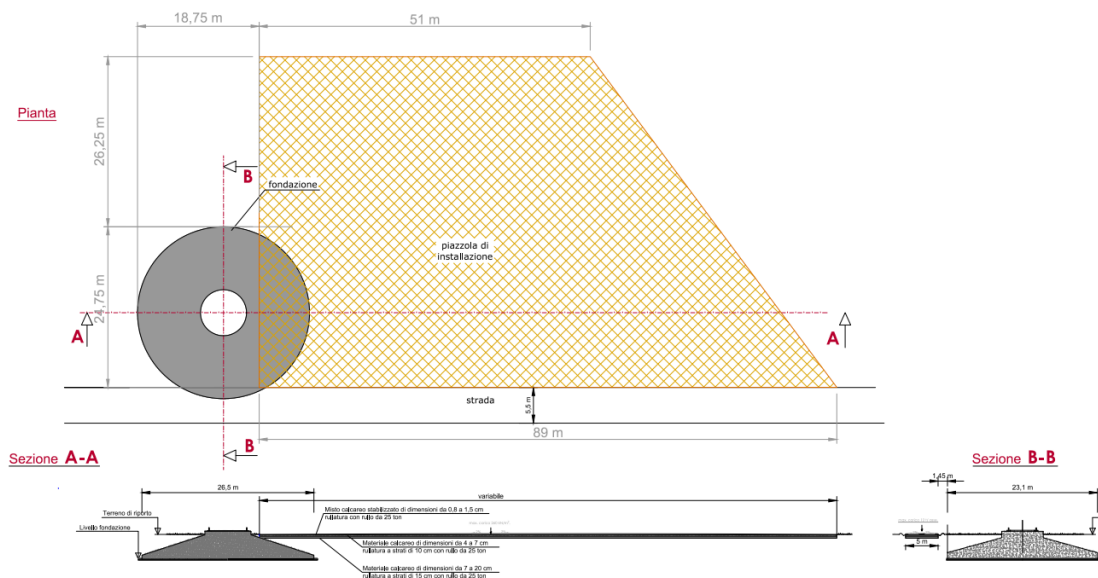 18,75 m
51 m
Pianta
26,25 m
B
fondazione
piazzola di
installazione
24,75 m
A
A
strada
5,5 m
B
89 m
Sezione A-A
Sezione B-B
26,5 m
variabile
1,45 m
23,1 m
Terreno di riporto
Misto calcareo stabilizzato di dimensioni da 0,8 a 1,5 cm
rullatura con rullo da 25 ton
Livello fondazione
Materiale calcareo di dimensioni da 4 a 7 cm
rullatura a strati di 10 cm con rullo da 25 ton
5 m
Materiale calcareo di dimensioni da 7 a 20 cm
rullatura a strati di 15 cm con rullo da 25 ton